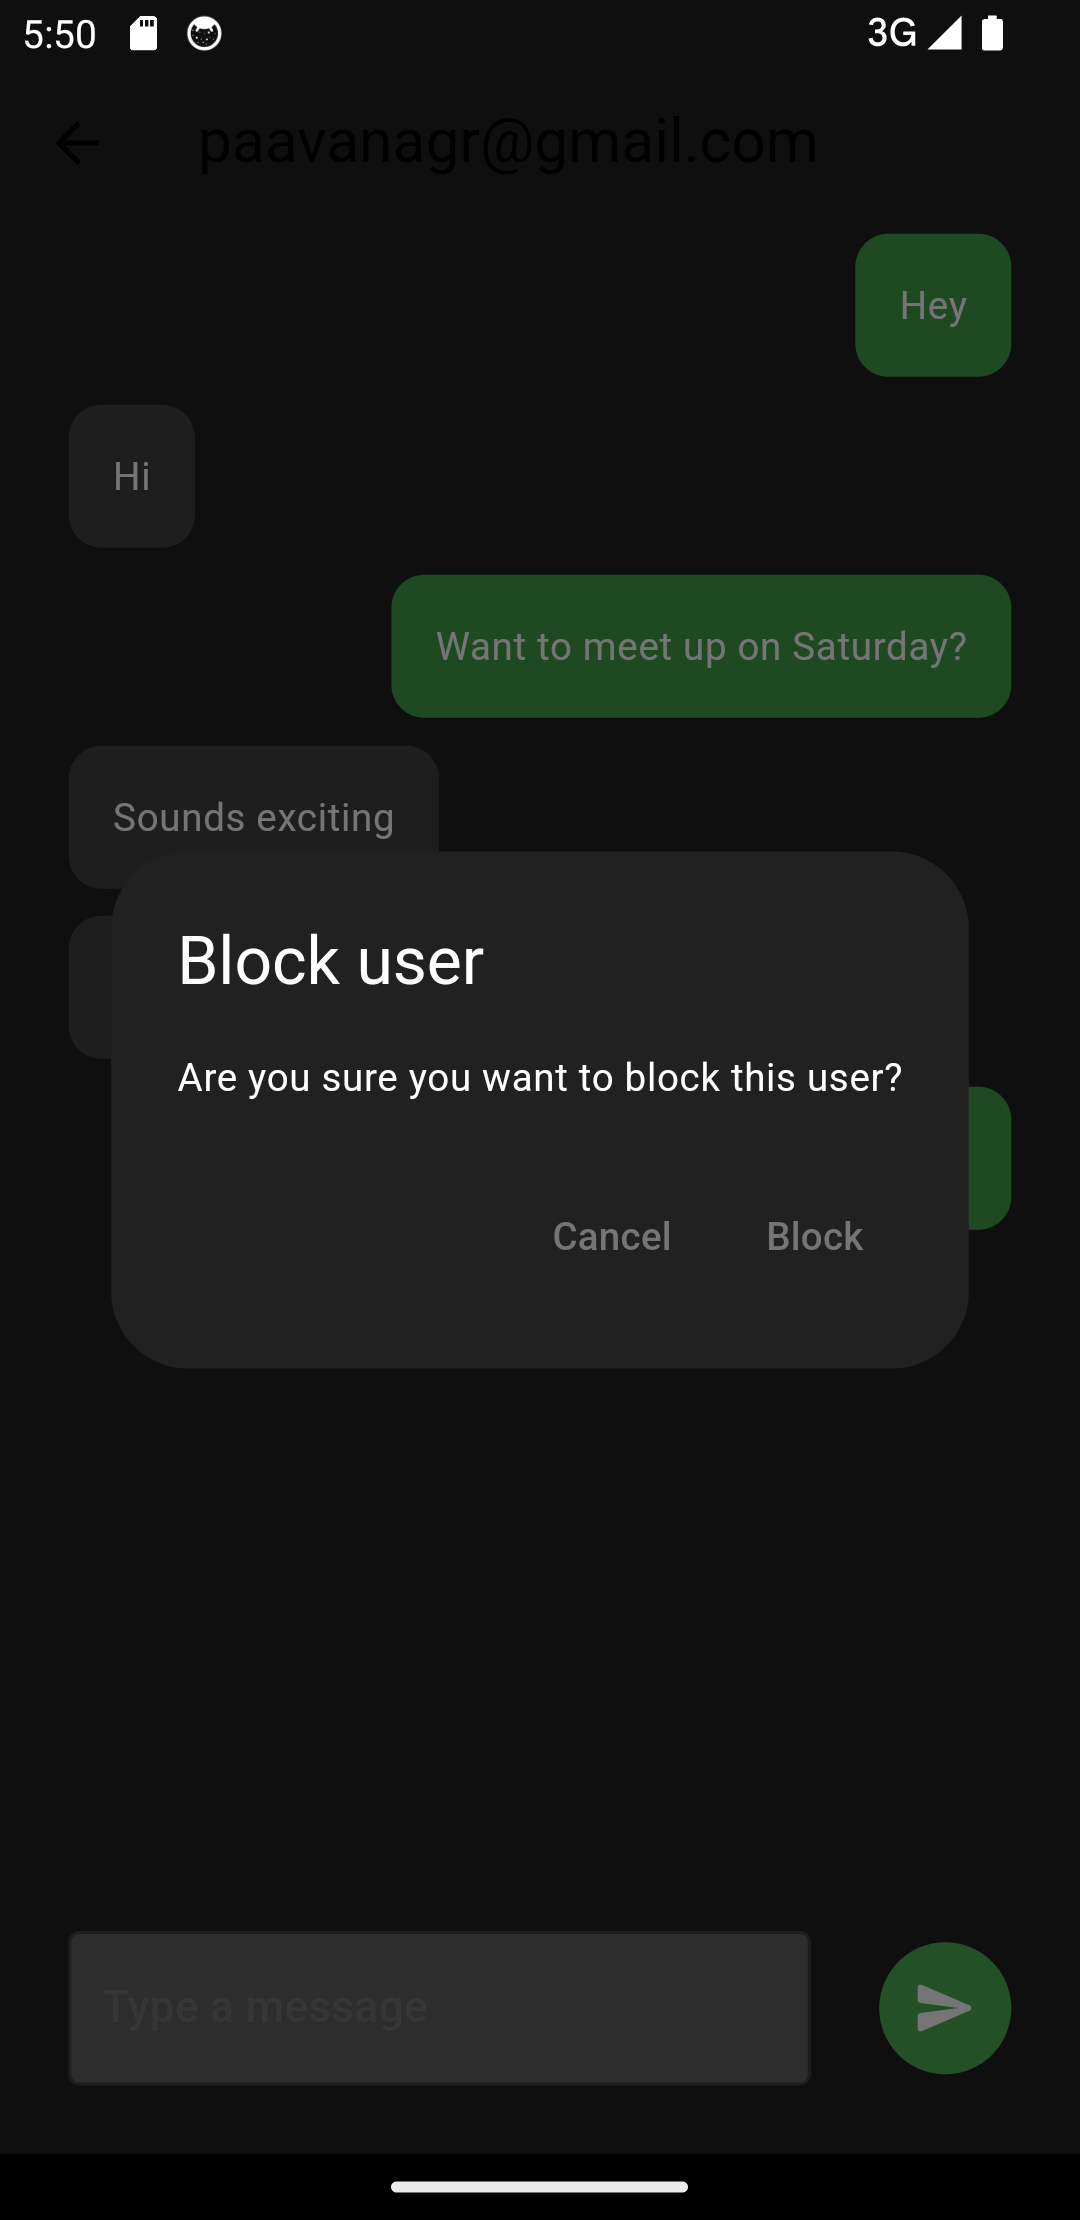 5:50
3G
paavanagr@gmail.com
Hey
Hi
Want to meet up on Saturday?
Sounds exciting
Block user
Are you sure you want to block this user?
Cancel Block
Type a message